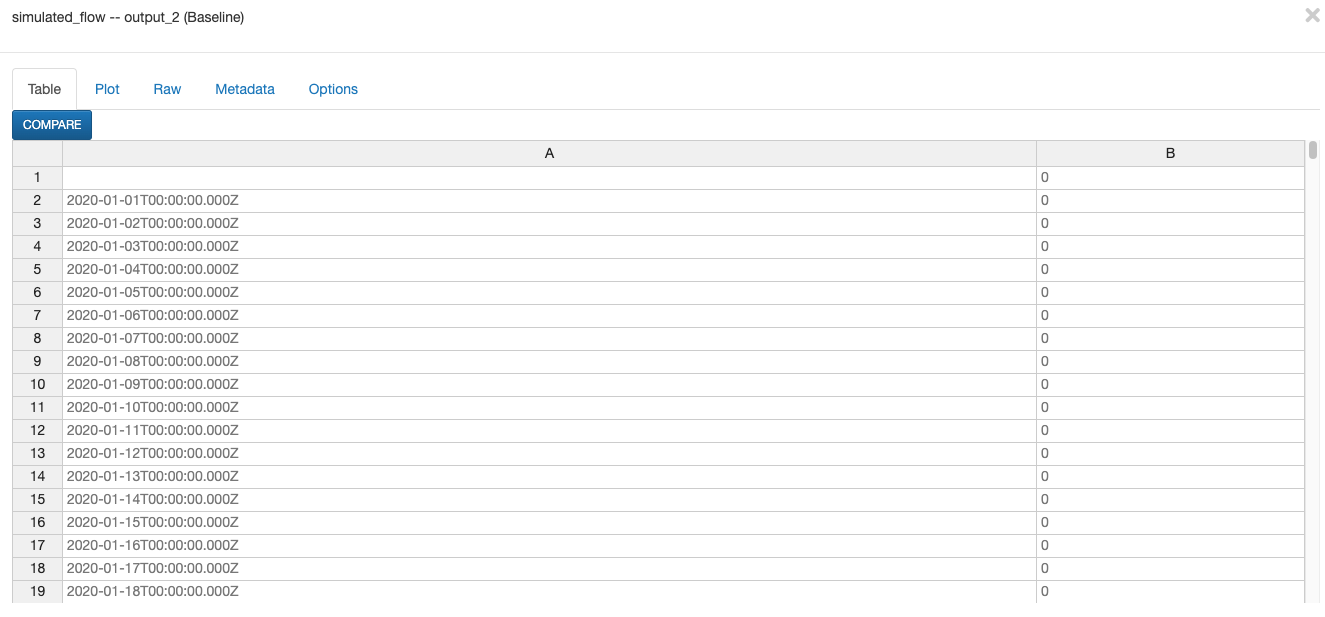 simulated_flow -- output_2 (Baseline)
×
Table Plot Raw Metadata Options
COMPARE
A B
1 0
2 2020-01-01T00:00:00.000Z 0
3 2020-01-02T00:00:00.000Z 0
4 2020-01-03T00:00:00.000Z 0
5 2020-01-04T00:00:00.000Z 0
6 2020-01-05T00:00:00.000Z 0
7 2020-01-06T00:00:00.000Z 0
8 2020-01-07T00:00:00.000Z 0
9 2020-01-08T00:00:00.000Z 0
10 2020-01-09T00:00:00.000Z 0
11 2020-01-10T00:00:00.000Z 0
12 2020-01-11T00:00:00.000Z 0
13 2020-01-12T00:00:00.000Z 0
14 2020-01-13T00:00:00.000Z 0
15 2020-01-14T00:00:00.000Z 0
16 2020-01-15T00:00:00.000Z 0
17 2020-01-16T00:00:00.000Z 0
18 2020-01-17T00:00:00.000Z 0
19 2020-01-18T00:00:00.000Z 0